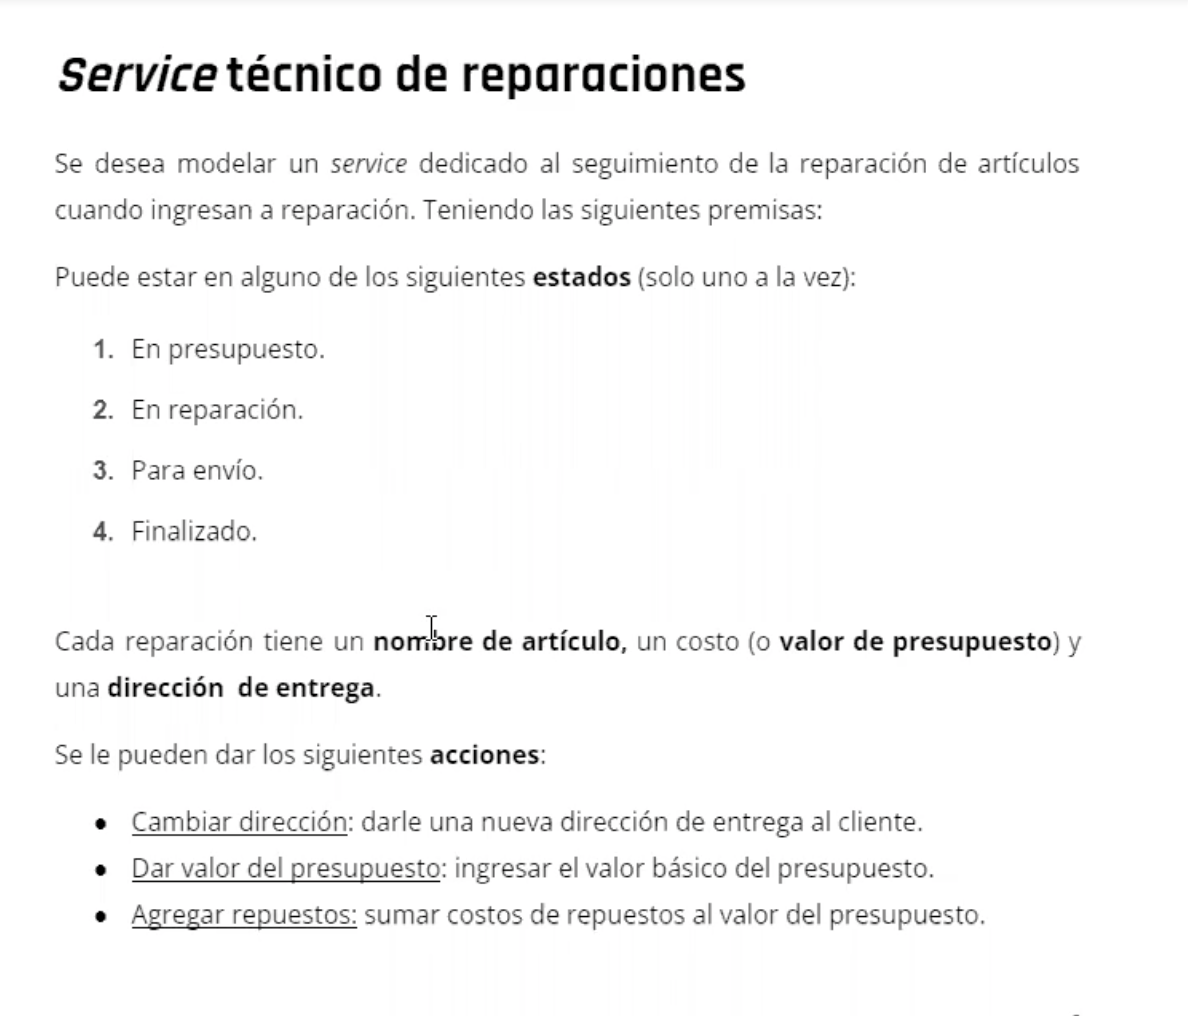 Service técnico de reparaciones
Se desea modelar un service dedicado al seguimiento de la reparación de artículos
cuando ingresan a reparación. Teniendo las siguientes premisas:
Puede estar en alguno de los siguientes estados (solo uno a la vez):
1. En presupuesto.
2. En reparación.
3. Para envío.
4. Finalizado.
Cada reparación tiene un nombre de artículo, un costo (o valor de presupuesto) y
una dirección de entrega.
Se le pueden dar los siguientes acciones:
● Cambiar dirección: darle una nueva dirección de entrega al cliente.
● Dar valor del presupuesto: ingresar el valor básico del presupuesto.
● Agregar repuestos: sumar costos de repuestos al valor del presupuesto.